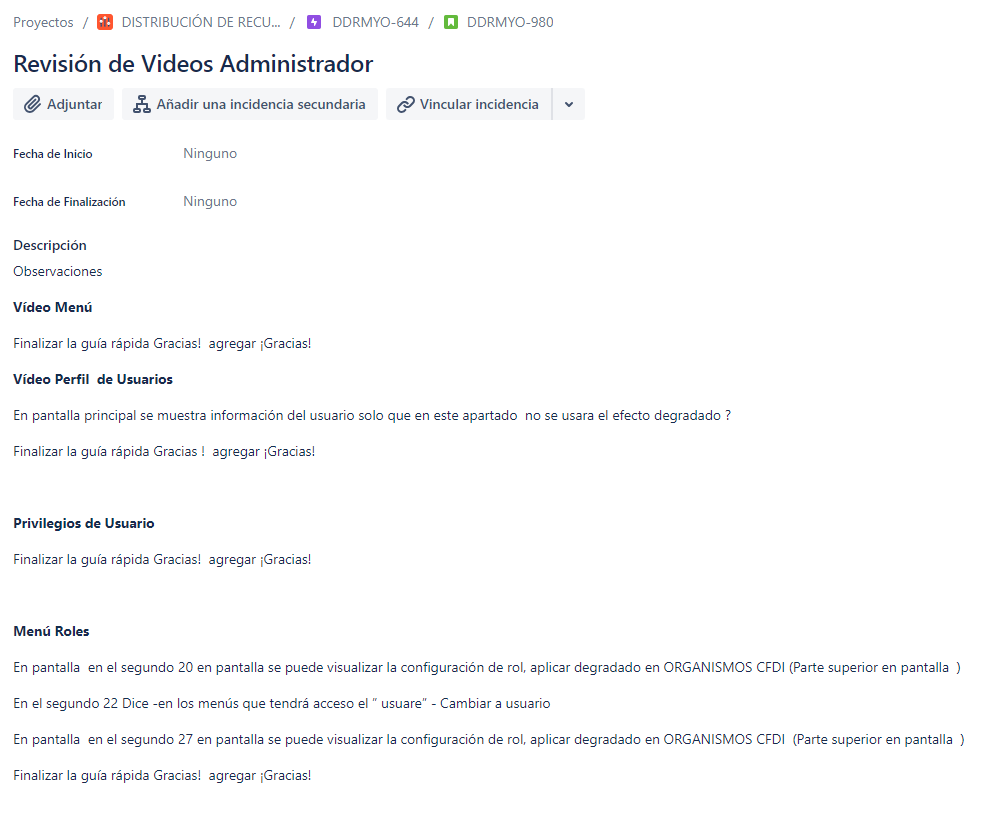 Proyectos / DISTRIBUCIÓN DE RECU... / DDRMYO-644 / DDRMYO-980
Revisión de Videos Administrador
Adjuntar Añadir una incidencia secundaria Vincular incidencia
Fecha de Inicio Ninguno
Fecha de Finalización Ninguno
Descripción
Observaciones
Vídeo Menú
Finalizar la guía rápida Gracias!  agregar ¡Gracias!
Vídeo Perfil  de Usuarios
En pantalla principal se muestra información del usuario solo que en este apartado  no se usara el efecto degradado ?
Finalizar la guía rápida Gracias !  agregar ¡Gracias!
Privilegios de Usuario
Finalizar la guía rápida Gracias!  agregar ¡Gracias!
Menú Roles
En pantalla  en el segundo 20 en pantalla se puede visualizar la configuración de rol, aplicar degradado en ORGANISMOS CFDI (Parte superior en pantalla  )
En el segundo 22 Dice -en los menús que tendrá acceso el “ usuare” - Cambiar a usuario
En pantalla  en el segundo 27 en pantalla se puede visualizar la configuración de rol, aplicar degradado en ORGANISMOS CFDI  (Parte superior en pantalla  )
Finalizar la guía rápida Gracias!  agregar ¡Gracias!